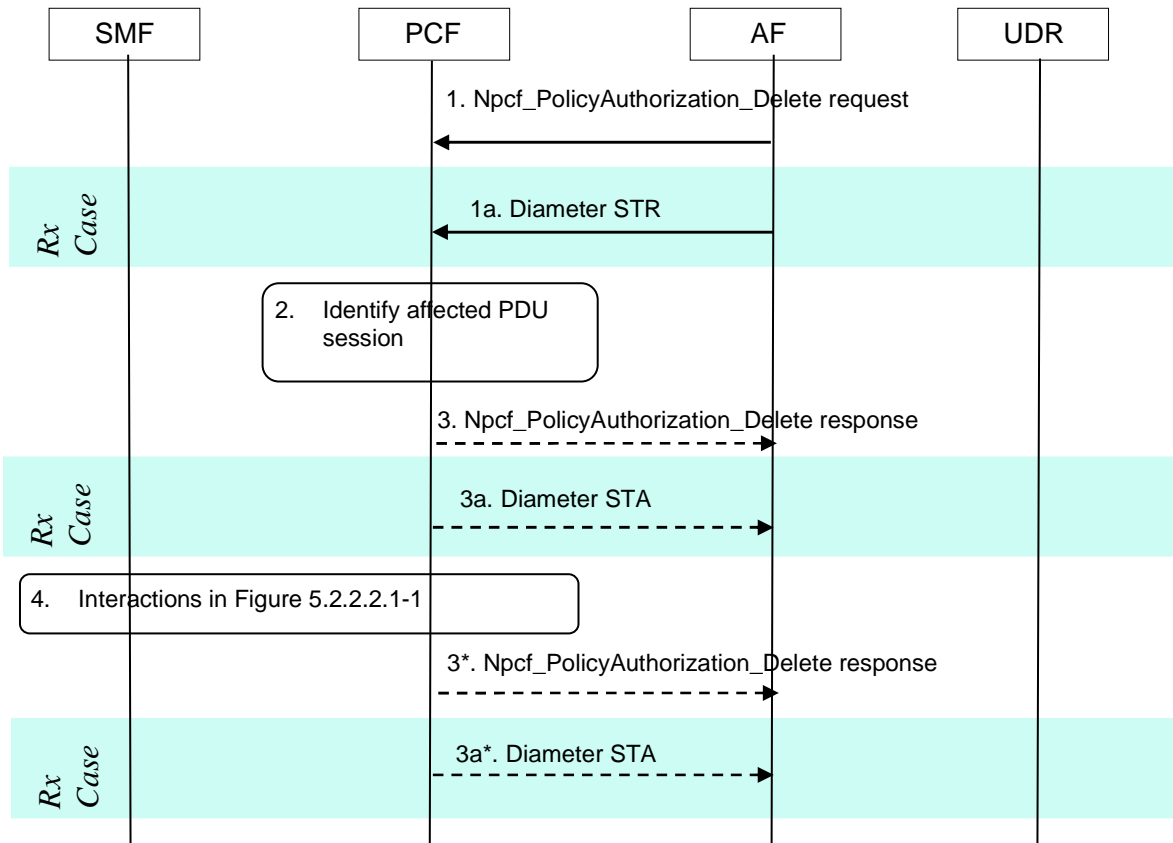 SMF
PCF
AF
UDR
1. Npcf_PolicyAuthorization_Delete request
Rx
Case
1a. Diameter STR
2. Identify affected PDU
session
3. Npcf_PolicyAuthorization_Delete response
Rx
Case
3a. Diameter STA
4. Interactions in Figure 5.2.2.2.1-1
3*. Npcf_PolicyAuthorization_Delete response
Rx
Case
3a*. Diameter STA